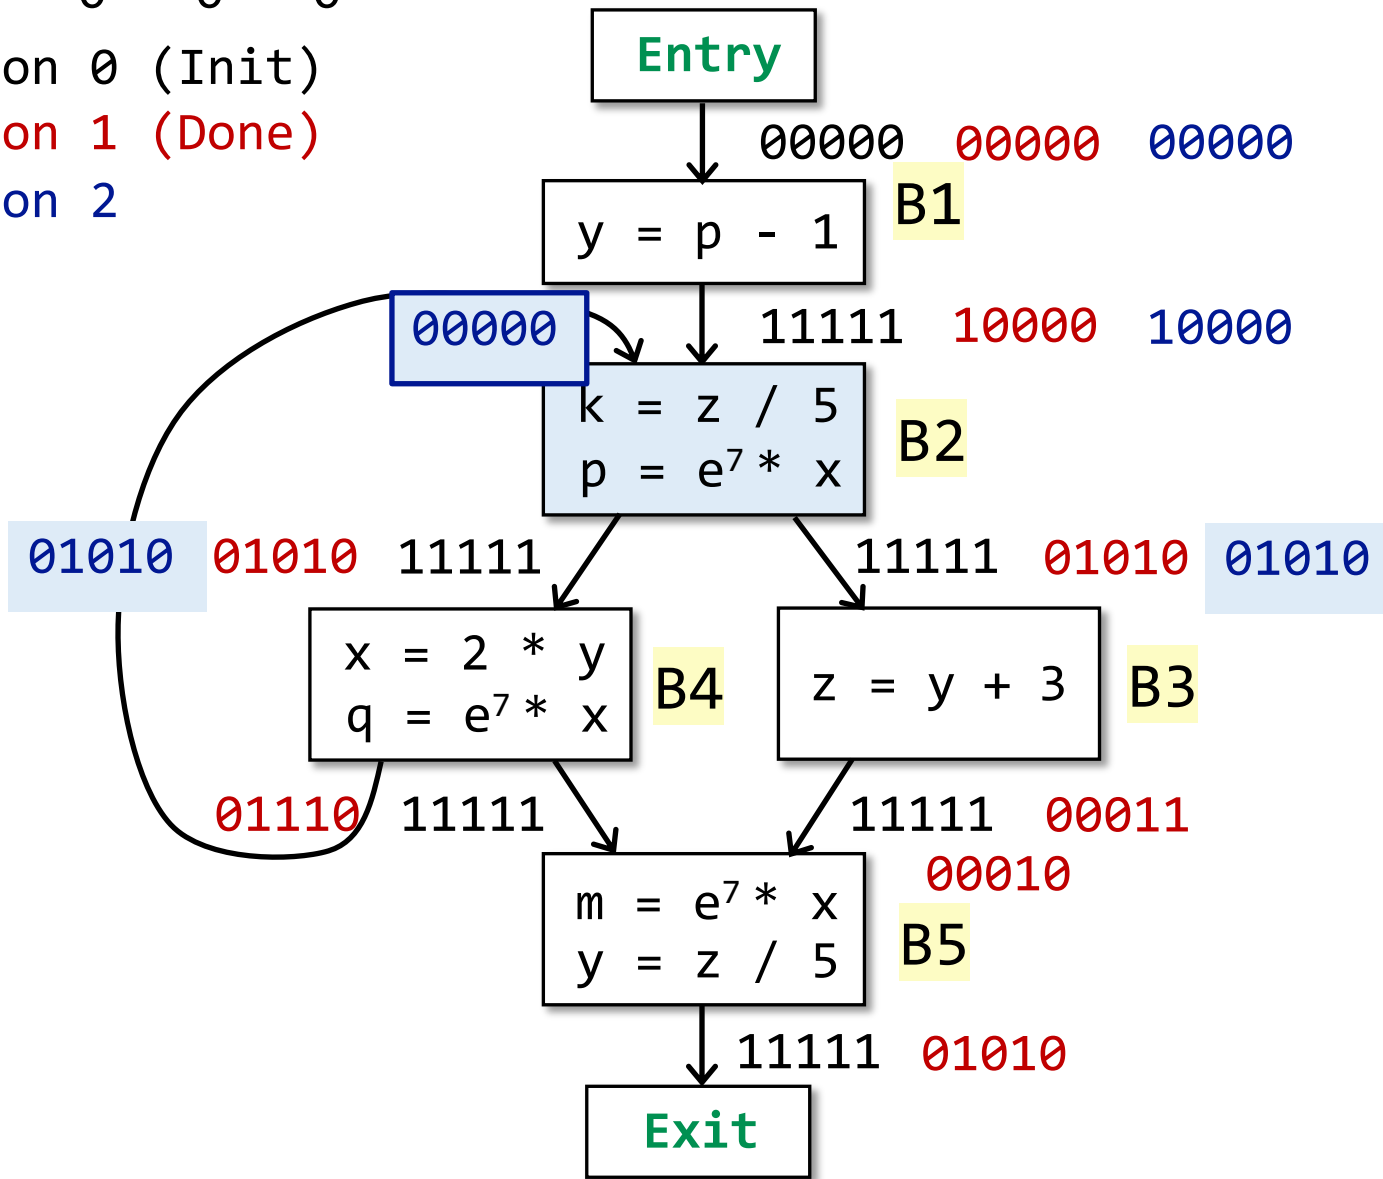 on 0 (Init)
on 1 (Done)
on 2
Entry
00000 00000 00000
B1
y = p - 1
00000
11111 10000 10000
k = z / 5
p = e⁷ * x
B2
01010 01010 11111
11111 01010 01010
x = 2 * y
q = e⁷ * x
B4
z = y + 3
B3
01110 11111
11111 00011
00010
m = e⁷ * x
y = z / 5
B5
11111 01010
Exit